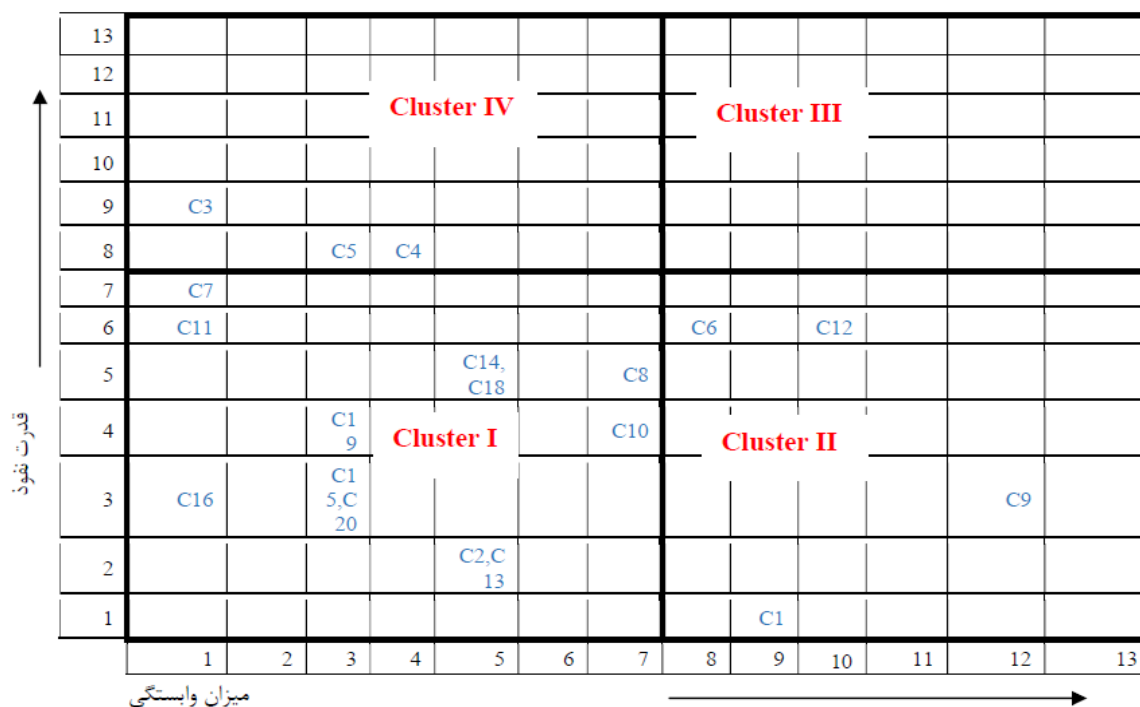 13
12
Cluster IV
Cluster III
11
10
9
C3
8
C5
C4
7
C7
6
C11
C6
C12
5
C14,
C18
C8
4
C1
9
Cluster I
C10
Cluster II
3
C16
C1
5,C
20
C9
2
C2,C
13
1
C1
1 2 3 4 5 6 7 8 9 10 11 12 13
قدرت نفوذ
میزان وابستگی